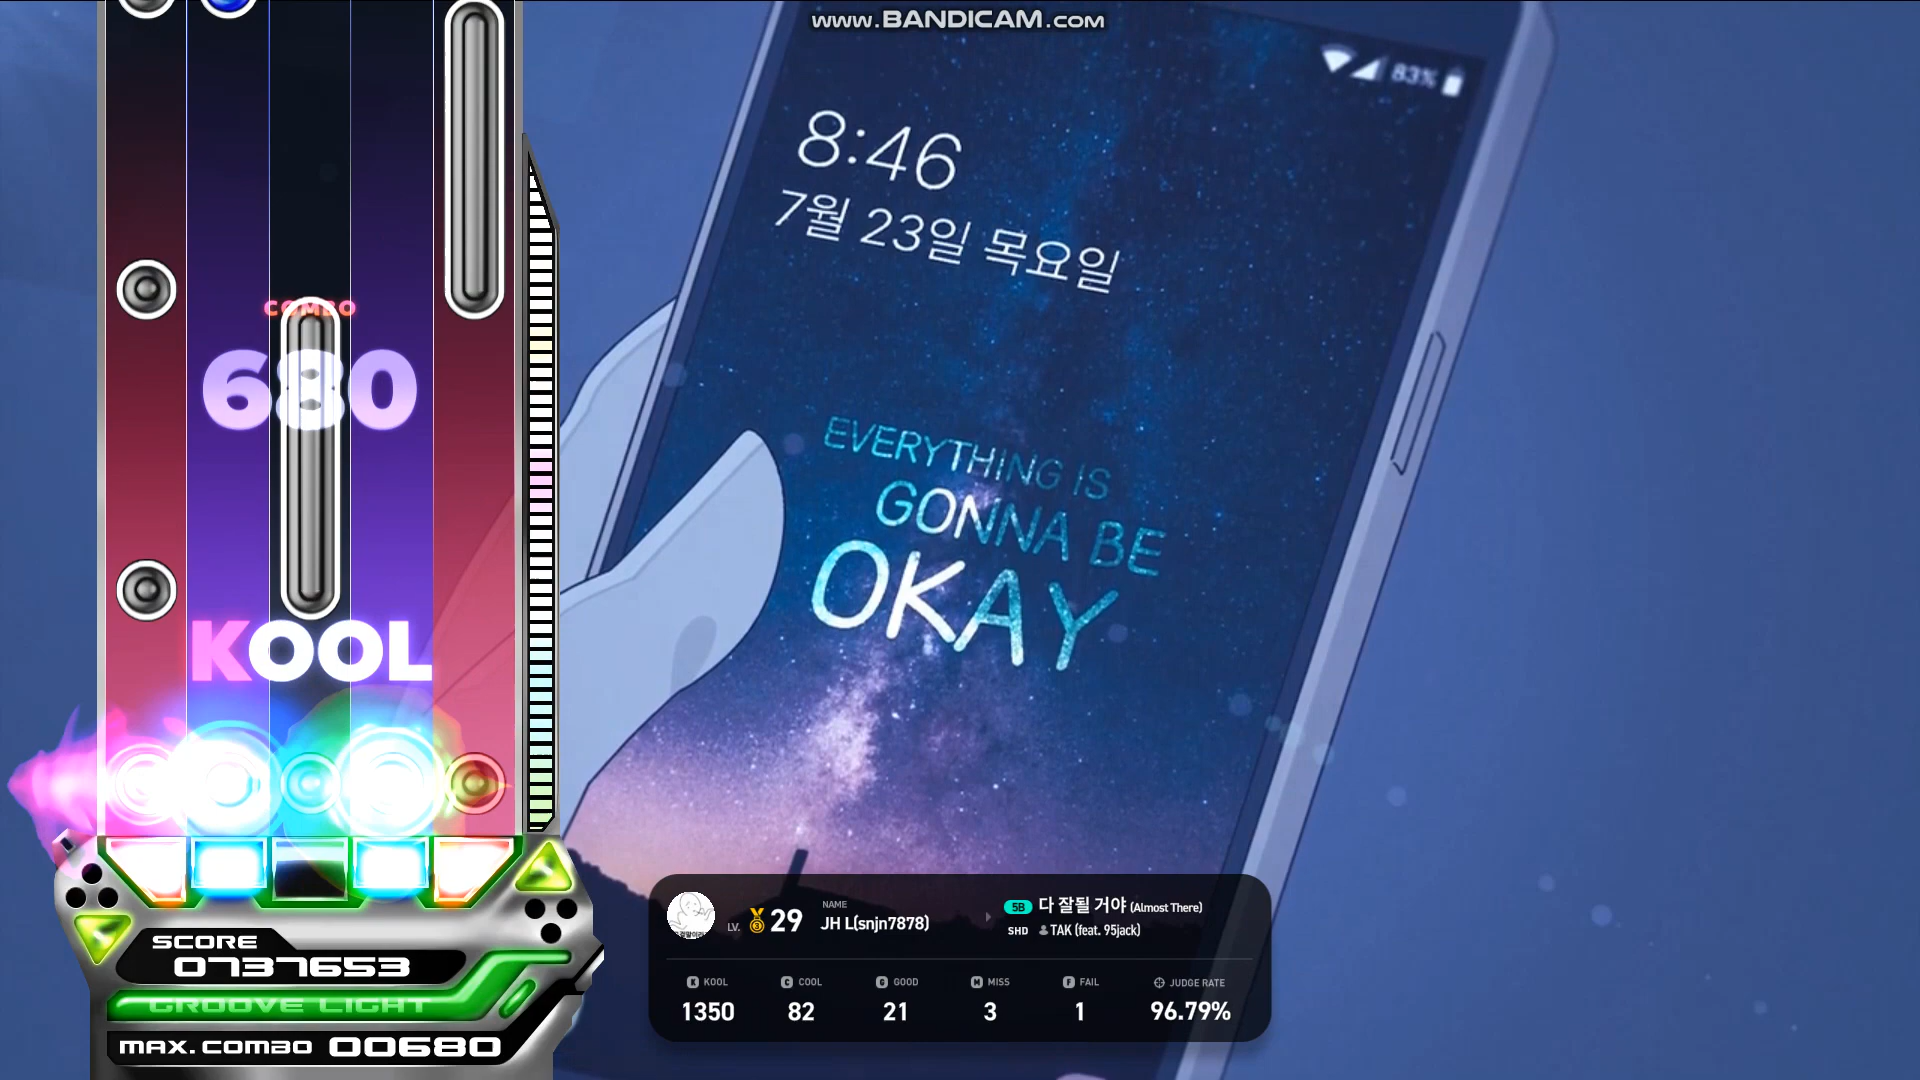 www.BANDICAM.com
83%
8:46
7월 23일 목요일
COMBO
680
EVERYTHING IS
GONNA BE
OKAY
KOOL
NAME
LV. 3 29 JH L(snjn7878)
5B 다 잘될 거야 (Almost There)
SHD TAK (feat. 95jack)
SCORE
0737653
K KOOL C COOL G GOOD M MISS F FAIL JUDGE RATE
1350 82 21 3 1 96.79%
GROOVE LIGHT
MAX. COMBO 00680